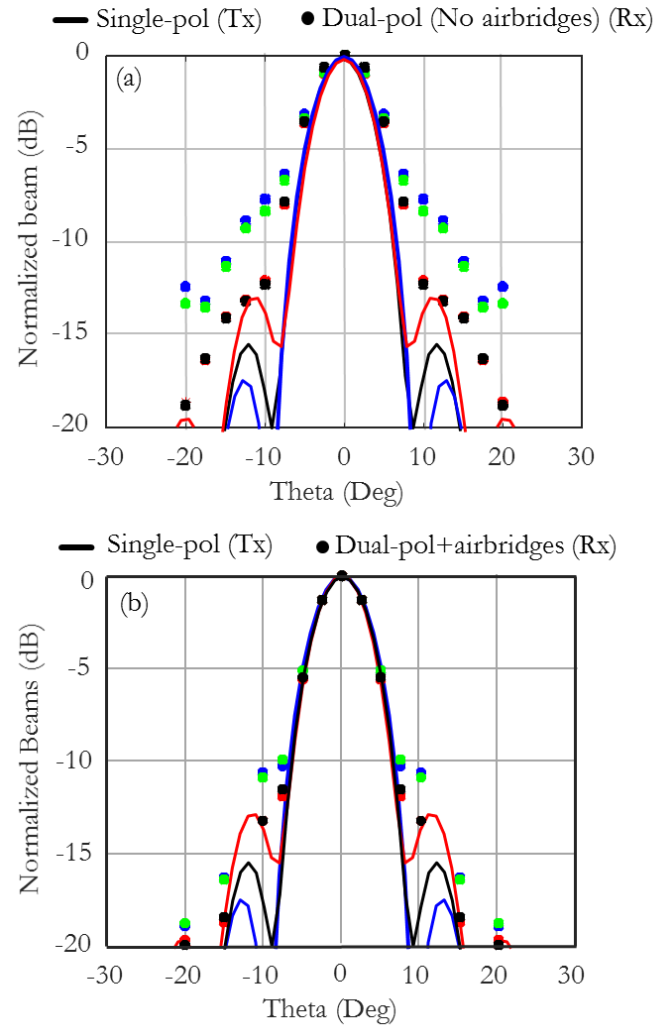 Single-pol (Tx) Dual-pol (No airbridges) (Rx)
(a)
Normalized beam (dB)
0
-5
-10
-15
-20
-30 -20 -10 0 10 20 30
Theta (Deg)
Single-pol (Tx) Dual-pol+airbridges (Rx)
(b)
Normalized Beams (dB)
0
-5
-10
-15
-20
-30 -20 -10 0 10 20 30
Theta (Deg)